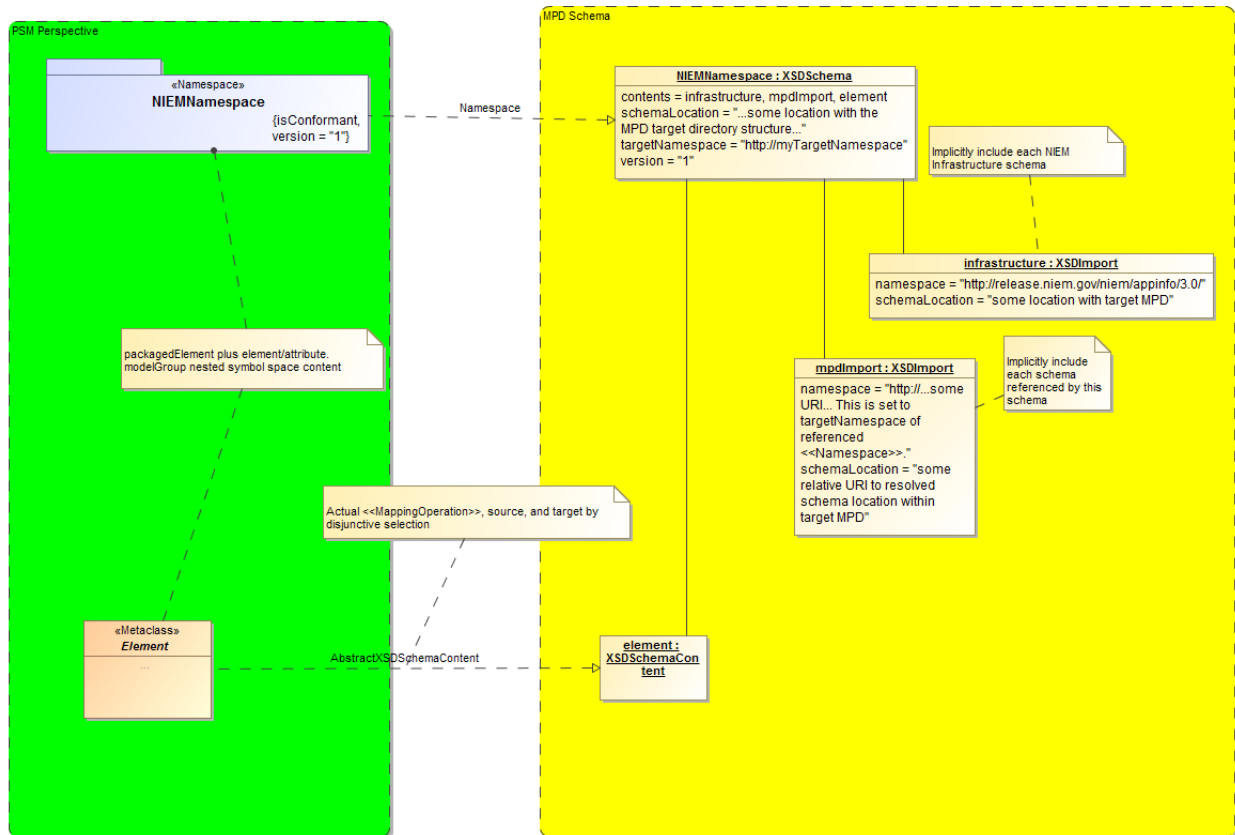 PSM Perspective
«Namespace»
NIEMNamespace
{isConformant,
version = "1"}
packagedElement plus element/attribute.
modelGroup nested symbol space content
«Metaclass»
Element
...
Namespace
Actual <<MappingOperation>>, source, and target by
disjunctive selection
AbstractXSDSchemaContent
MPD Schema
NIEMNamespace : XSDSchema
contents = infrastructure, mpdImport, element
schemaLocation = "...some location with the
MPD target directory structure..."
targetNamespace = "http://myTargetNamespace"
version = "1"
Implicitly include each NIEM
Infrastructure schema
infrastructure : XSDImport
namespace = "http://release.niem.gov/niem/appinfo/3.0/"
schemaLocation = "some location with target MPD"
mpdImport : XSDImport
namespace = "http://...some
URI... This is set to
targetNamespace of
referenced
<<Namespace>>."
schemaLocation = "some
relative URI to resolved
schema location within
target MPD"
Implicitly include
each schema
referenced by this
schema
element :
XSDSchemaCon
tent